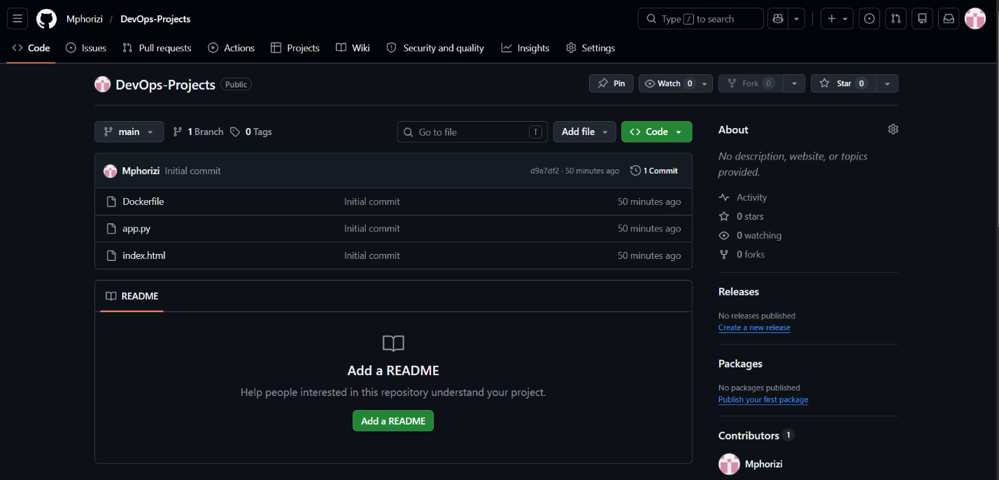 Mphorizi / DevOps-Projects
Type / to search
Code Issues Pull requests Actions Projects Wiki Security and quality Insights Settings
DevOps-Projects Public
Pin Watch 0 Fork 0 Star 0
main 1 Branch 0 Tags
Go to file T Add file Code
Mphorizi Initial commit d9a7df2 · 50 minutes ago 1 Commit
Dockerfile Initial commit 50 minutes ago
app.py Initial commit 50 minutes ago
index.html Initial commit 50 minutes ago
README
Add a README
Help people interested in this repository understand your project.
Add a README
About
No description, website, or topics
provided.
Activity
0 stars
0 watching
0 forks
Releases
No releases published
Create a new release
Packages
No packages published
Publish your first package
Contributors 1
Mphorizi